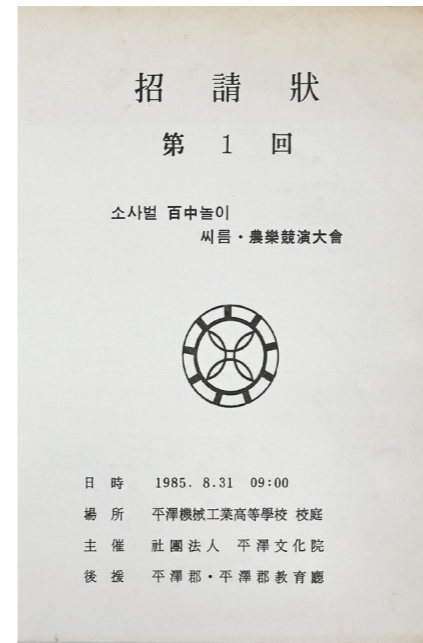 招 請 狀
第 1 回
소사벌 百中놀이
씨름・農樂競演大會
日 時 1985. 8.31 09:00
場 所 平澤機械工業高等學校 校庭
主 催 社團法人 平澤文化院
後 援 平澤郡・平澤郡教育廳